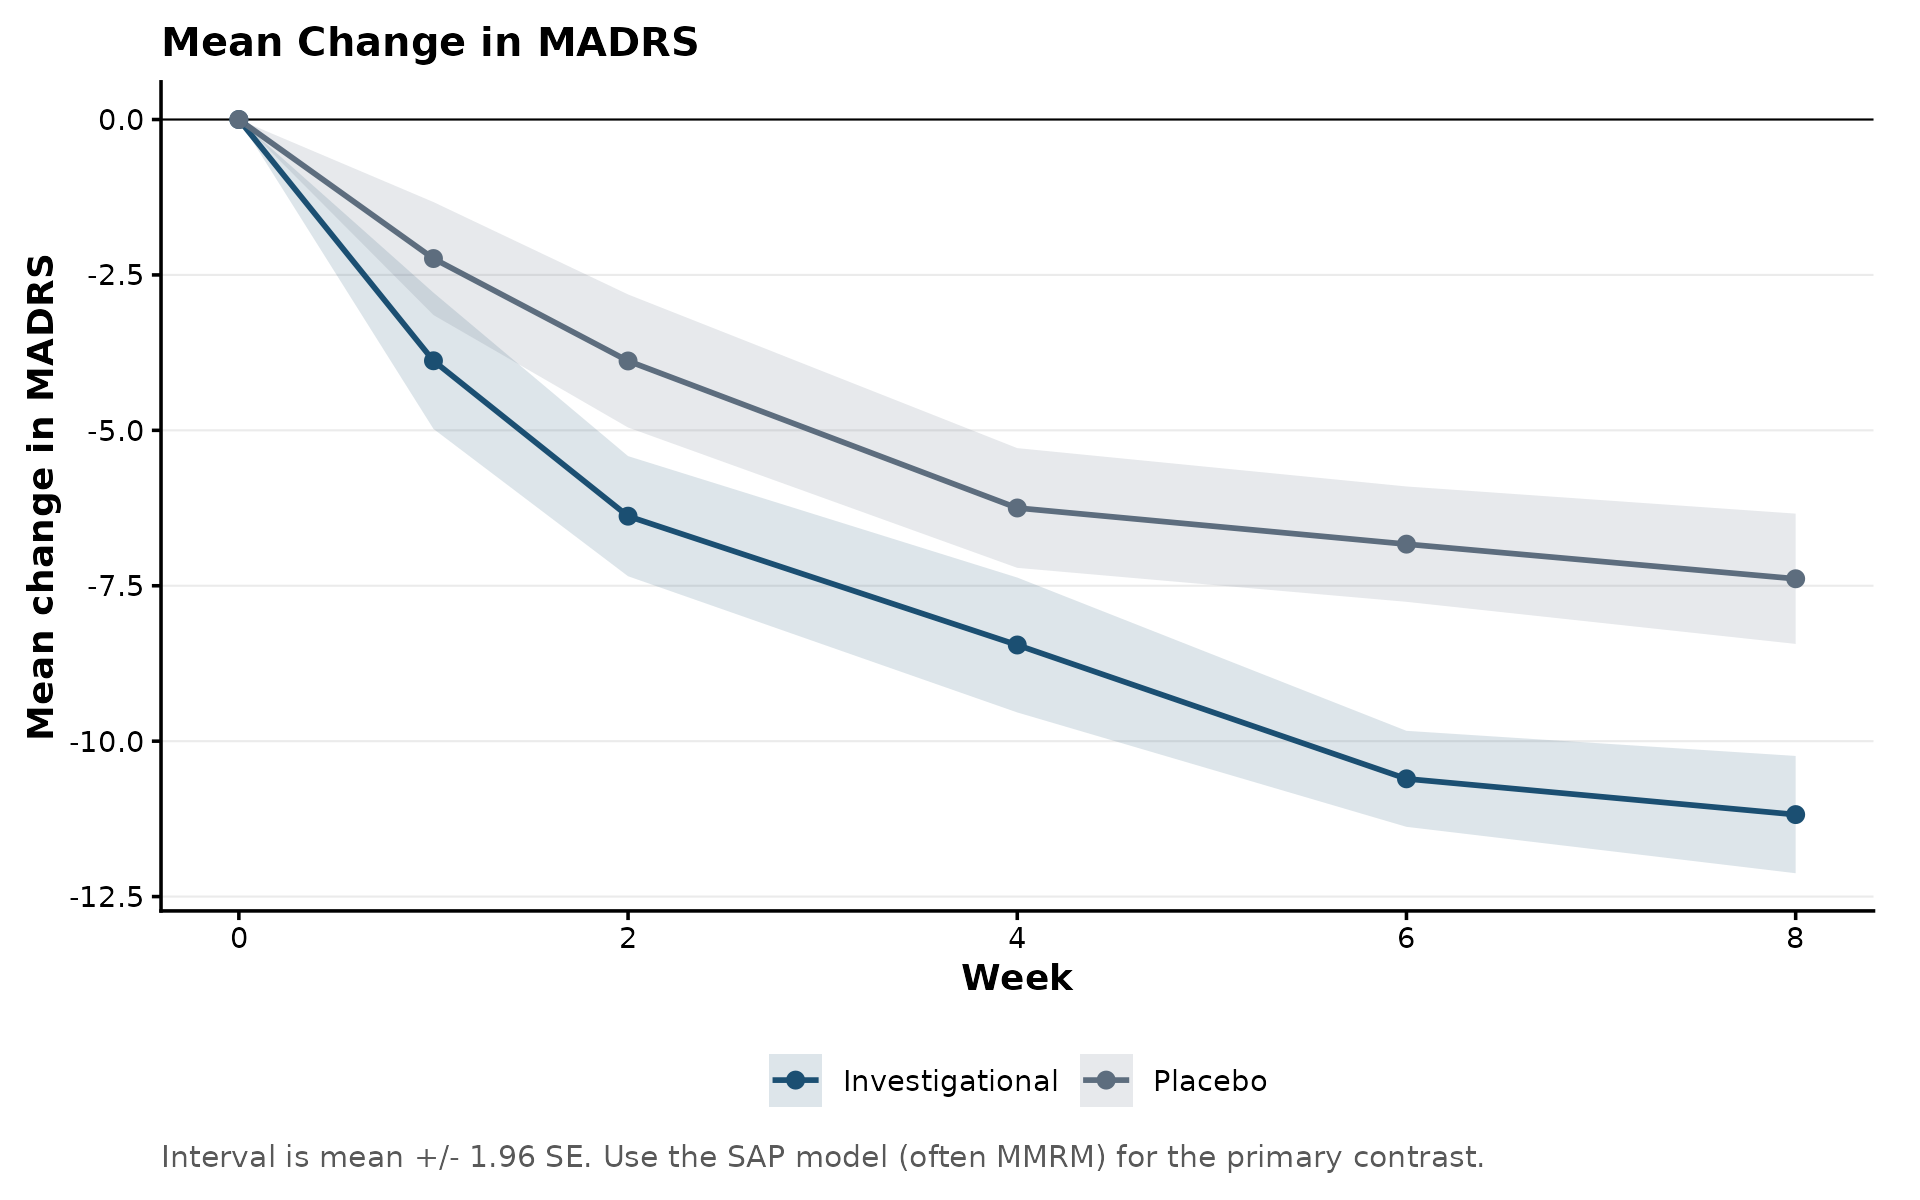 Mean Change in MADRS
Mean change in MADRS
0.0
-2.5
-5.0
-7.5
-10.0
-12.5
0 2 4 6 8
Week
Investigational Placebo
Interval is mean +/- 1.96 SE. Use the SAP model (often MMRM) for the primary contrast.